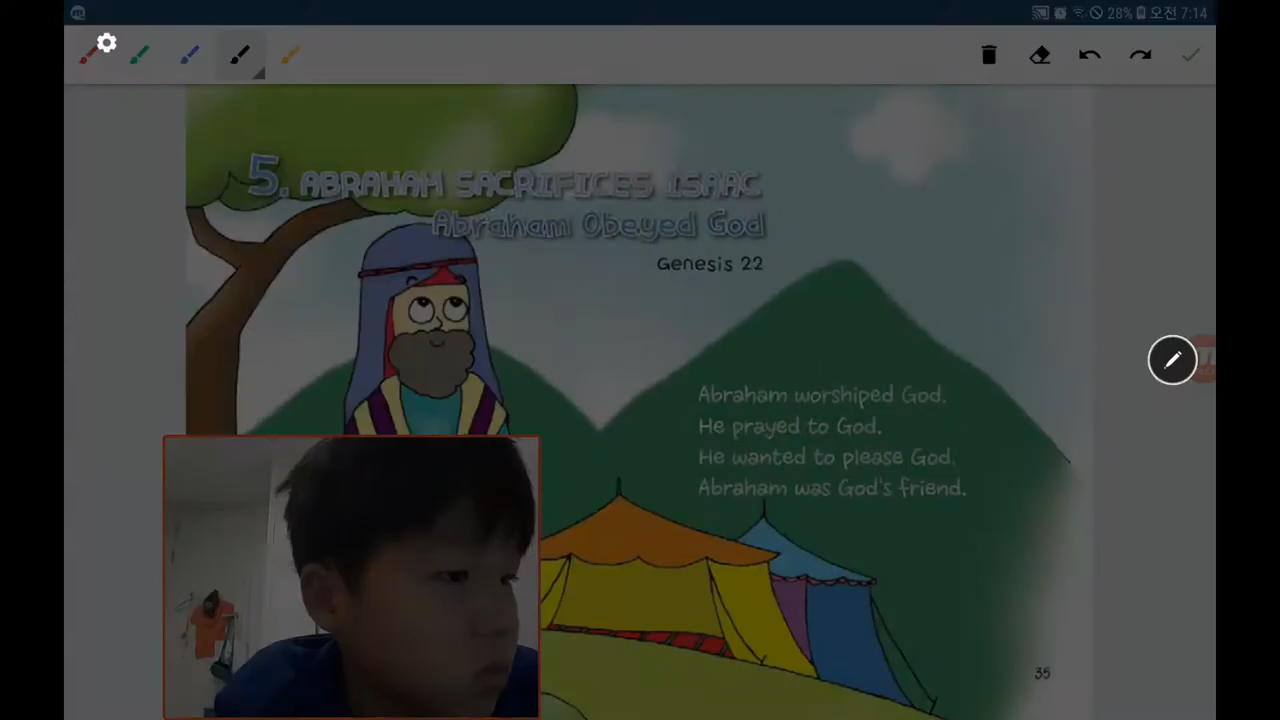 28% 오전 7:14
5. ABRAHAM SACRIFICES ISAAC
Abraham Obeyed God
Genesis 22
Abraham worshiped God.
He prayed to God.
He wanted to please God.
Abraham was God's friend.
35